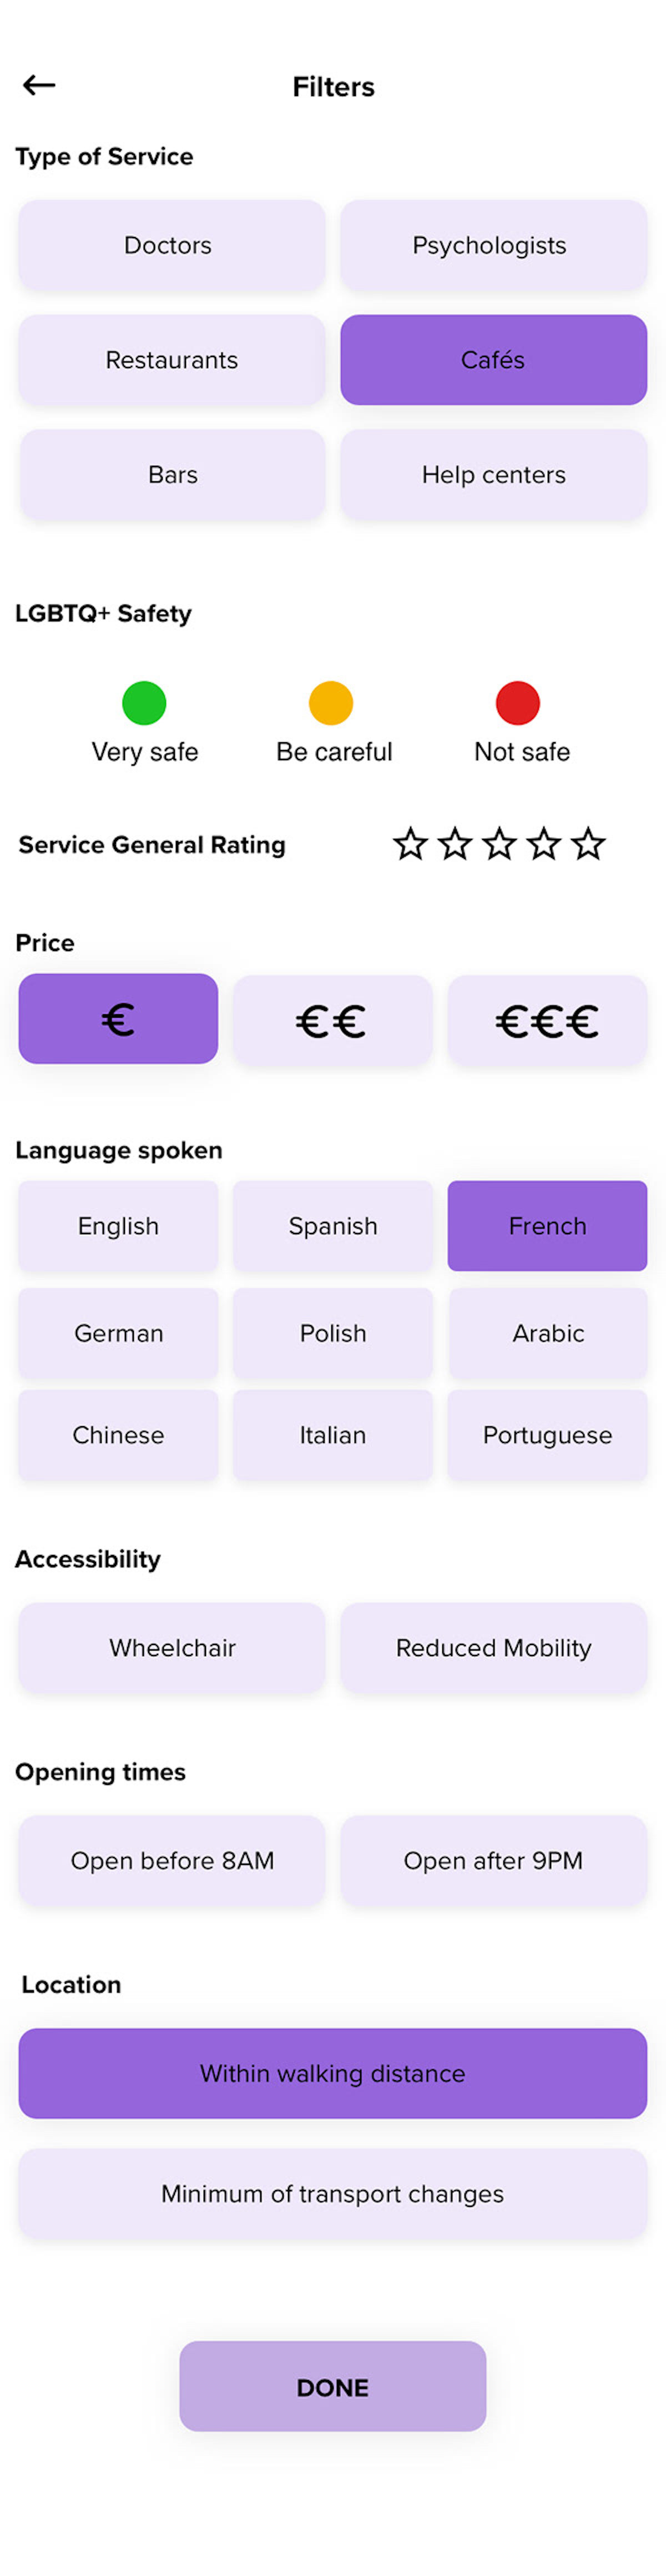 Filters
Type of Service
Doctors
Psychologists
Restaurants
Cafés
Bars
Help centers
LGBTQ+ Safety
Very safe
Be careful
Not safe
Service General Rating
Price
€
€€
€€€
Language spoken
English
Spanish
French
German
Polish
Arabic
Chinese
Italian
Portuguese
Accessibility
Wheelchair
Reduced Mobility
Opening times
Open before 8AM
Open after 9PM
Location
Within walking distance
Minimum of transport changes
DONE